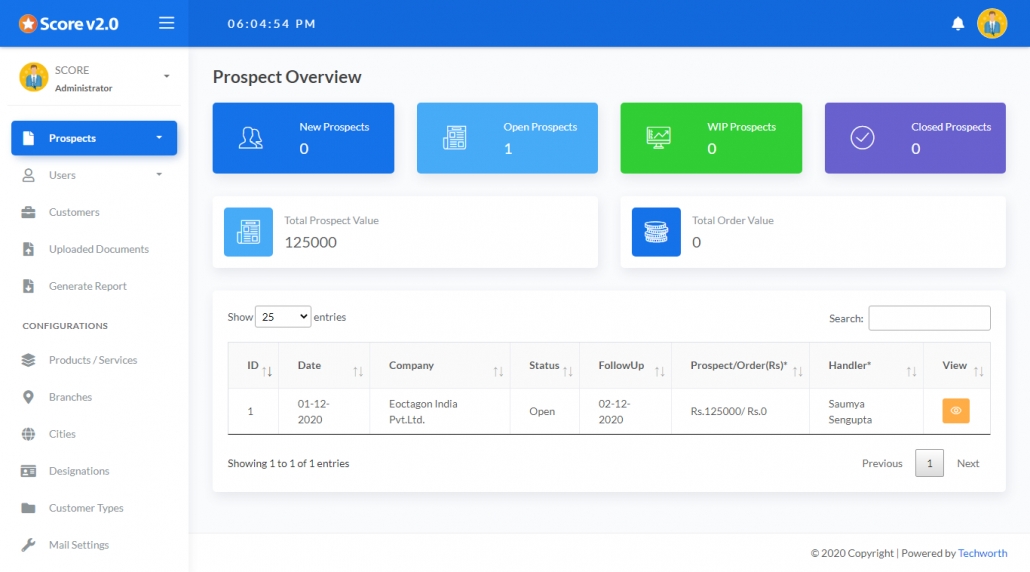 Score v2.0
06:04:54 PM
SCORE
Administrator
Prospects
Users
Customers
Uploaded Documents
Generate Report
CONFIGURATIONS
Products / Services
Branches
Cities
Designations
Customer Types
Mail Settings
Prospect Overview
New Prospects
0
Open Prospects
1
WIP Prospects
0
Closed Prospects
0
Total Prospect Value
125000
Total Order Value
0
Show 25 entries
Search:
ID Date Company Status FollowUp Prospect/Order(Rs)* Handler* View
1 01-12-2020 Eoctagon India Pvt.Ltd. Open 02-12-2020 Rs.125000/ Rs.0 Saumya Sengupta
Showing 1 to 1 of 1 entries
Previous 1 Next
© 2020 Copyright | Powered by Techworth